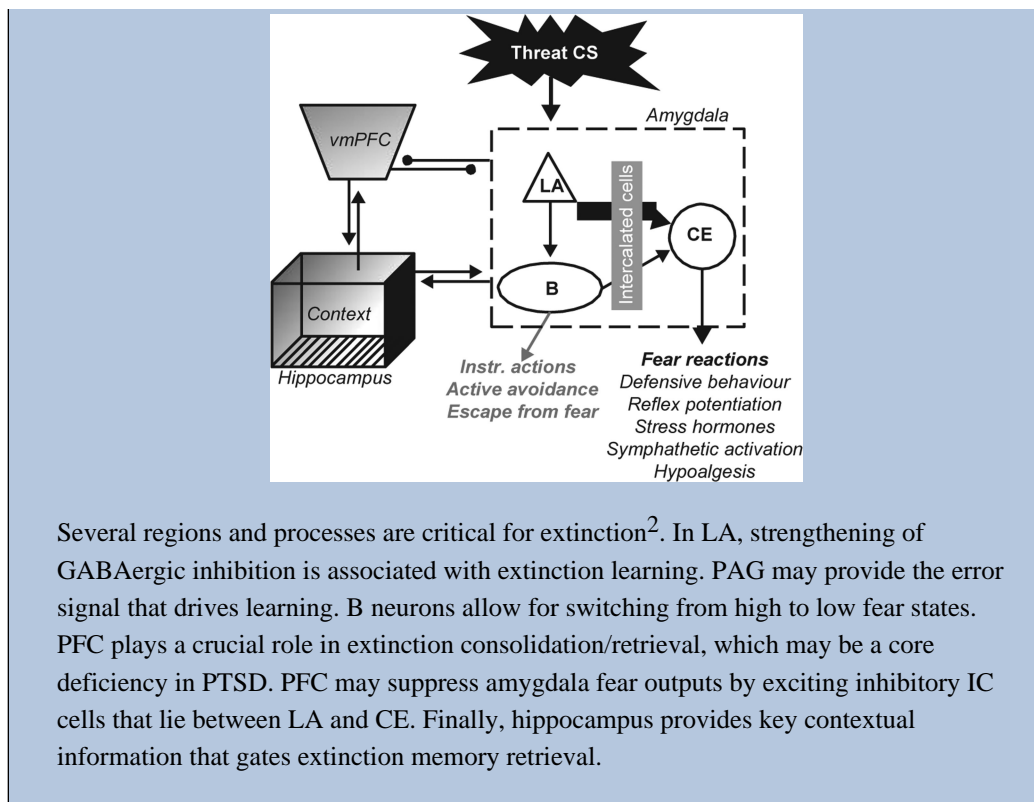 Threat CS
Amygdala
vmPFC
LA
Intercalated cells
CE
B
Context
Hippocampus
Instr. actions
Active avoidance
Escape from fear
Fear reactions
Defensive behaviour
Reflex potentiation
Stress hormones
Symphathetic activation
Hypoalgesis
Several regions and processes are critical for extinction2. In LA, strengthening of
GABAergic inhibition is associated with extinction learning. PAG may provide the error
signal that drives learning. B neurons allow for switching from high to low fear states.
PFC plays a crucial role in extinction consolidation/retrieval, which may be a core
deficiency in PTSD. PFC may suppress amygdala fear outputs by exciting inhibitory IC
cells that lie between LA and CE. Finally, hippocampus provides key contextual
information that gates extinction memory retrieval.